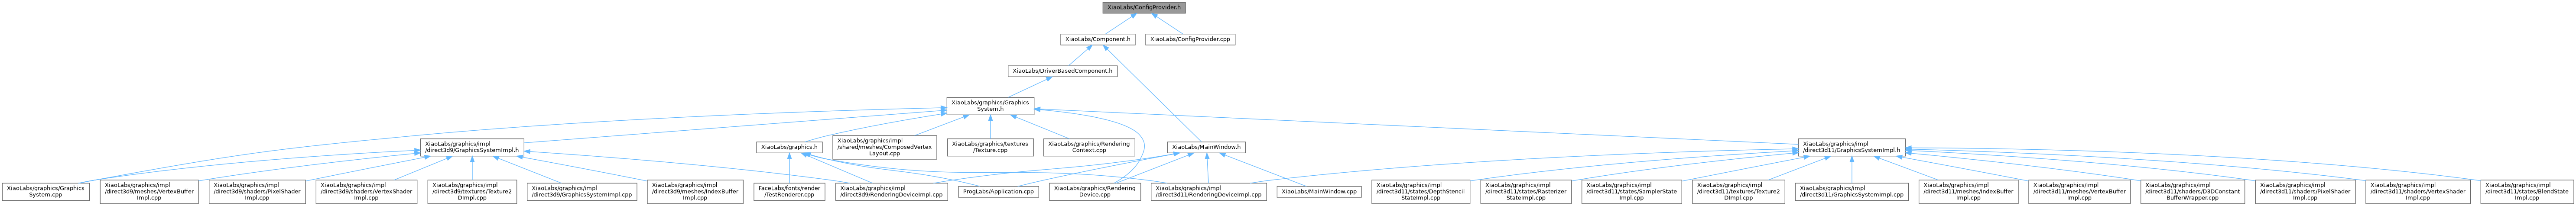 XiaoLabs/ConfigProvider.h
XiaoLabs/Component.h
XiaoLabs/ConfigProvider.cpp
XiaoLabs/DriverBasedComponent.h
XiaoLabs/graphics/Graphics
System.h
XiaoLabs/graphics/impl
/direct3d9/GraphicsSystemImpl.h
XiaoLabs/graphics.h
XiaoLabs/graphics/impl
/shared/meshes/ComposedVertex
Layout.cpp
XiaoLabs/graphics/textures
/Texture.cpp
XiaoLabs/graphics/Rendering
Context.cpp
XiaoLabs/MainWindow.h
XiaoLabs/graphics/impl
/direct3d11/GraphicsSystemImpl.h
XiaoLabs/graphics/Graphics
System.cpp
XiaoLabs/graphics/impl
/direct3d9/meshes/VertexBuffer
Impl.cpp
XiaoLabs/graphics/impl
/direct3d9/shaders/PixelShader
Impl.cpp
XiaoLabs/graphics/impl
/direct3d9/shaders/VertexShader
Impl.cpp
XiaoLabs/graphics/impl
/direct3d9/textures/Texture2
DImpl.cpp
XiaoLabs/graphics/impl
/direct3d9/GraphicsSystemImpl.cpp
XiaoLabs/graphics/impl
/direct3d9/meshes/IndexBuffer
Impl.cpp
FaceLabs/fonts/render
/TestRenderer.cpp
XiaoLabs/graphics/impl
/direct3d9/RenderingDeviceImpl.cpp
ProgLabs/Application.cpp
XiaoLabs/graphics/Rendering
Device.cpp
XiaoLabs/graphics/impl
/direct3d11/RenderingDeviceImpl.cpp
XiaoLabs/MainWindow.cpp
XiaoLabs/graphics/impl
/direct3d11/states/DepthStencil
StateImpl.cpp
XiaoLabs/graphics/impl
/direct3d11/states/Rasterizer
StateImpl.cpp
XiaoLabs/graphics/impl
/direct3d11/states/SamplerState
Impl.cpp
XiaoLabs/graphics/impl
/direct3d11/textures/Texture2
DImpl.cpp
XiaoLabs/graphics/impl
/direct3d11/GraphicsSystemImpl.cpp
XiaoLabs/graphics/impl
/direct3d11/meshes/IndexBuffer
Impl.cpp
XiaoLabs/graphics/impl
/direct3d11/meshes/VertexBuffer
Impl.cpp
XiaoLabs/graphics/impl
/direct3d11/shaders/D3DConstant
BufferWrapper.cpp
XiaoLabs/graphics/impl
/direct3d11/shaders/PixelShader
Impl.cpp
XiaoLabs/graphics/impl
/direct3d11/shaders/VertexShader
Impl.cpp
XiaoLabs/graphics/impl
/direct3d11/states/BlendState
Impl.cpp